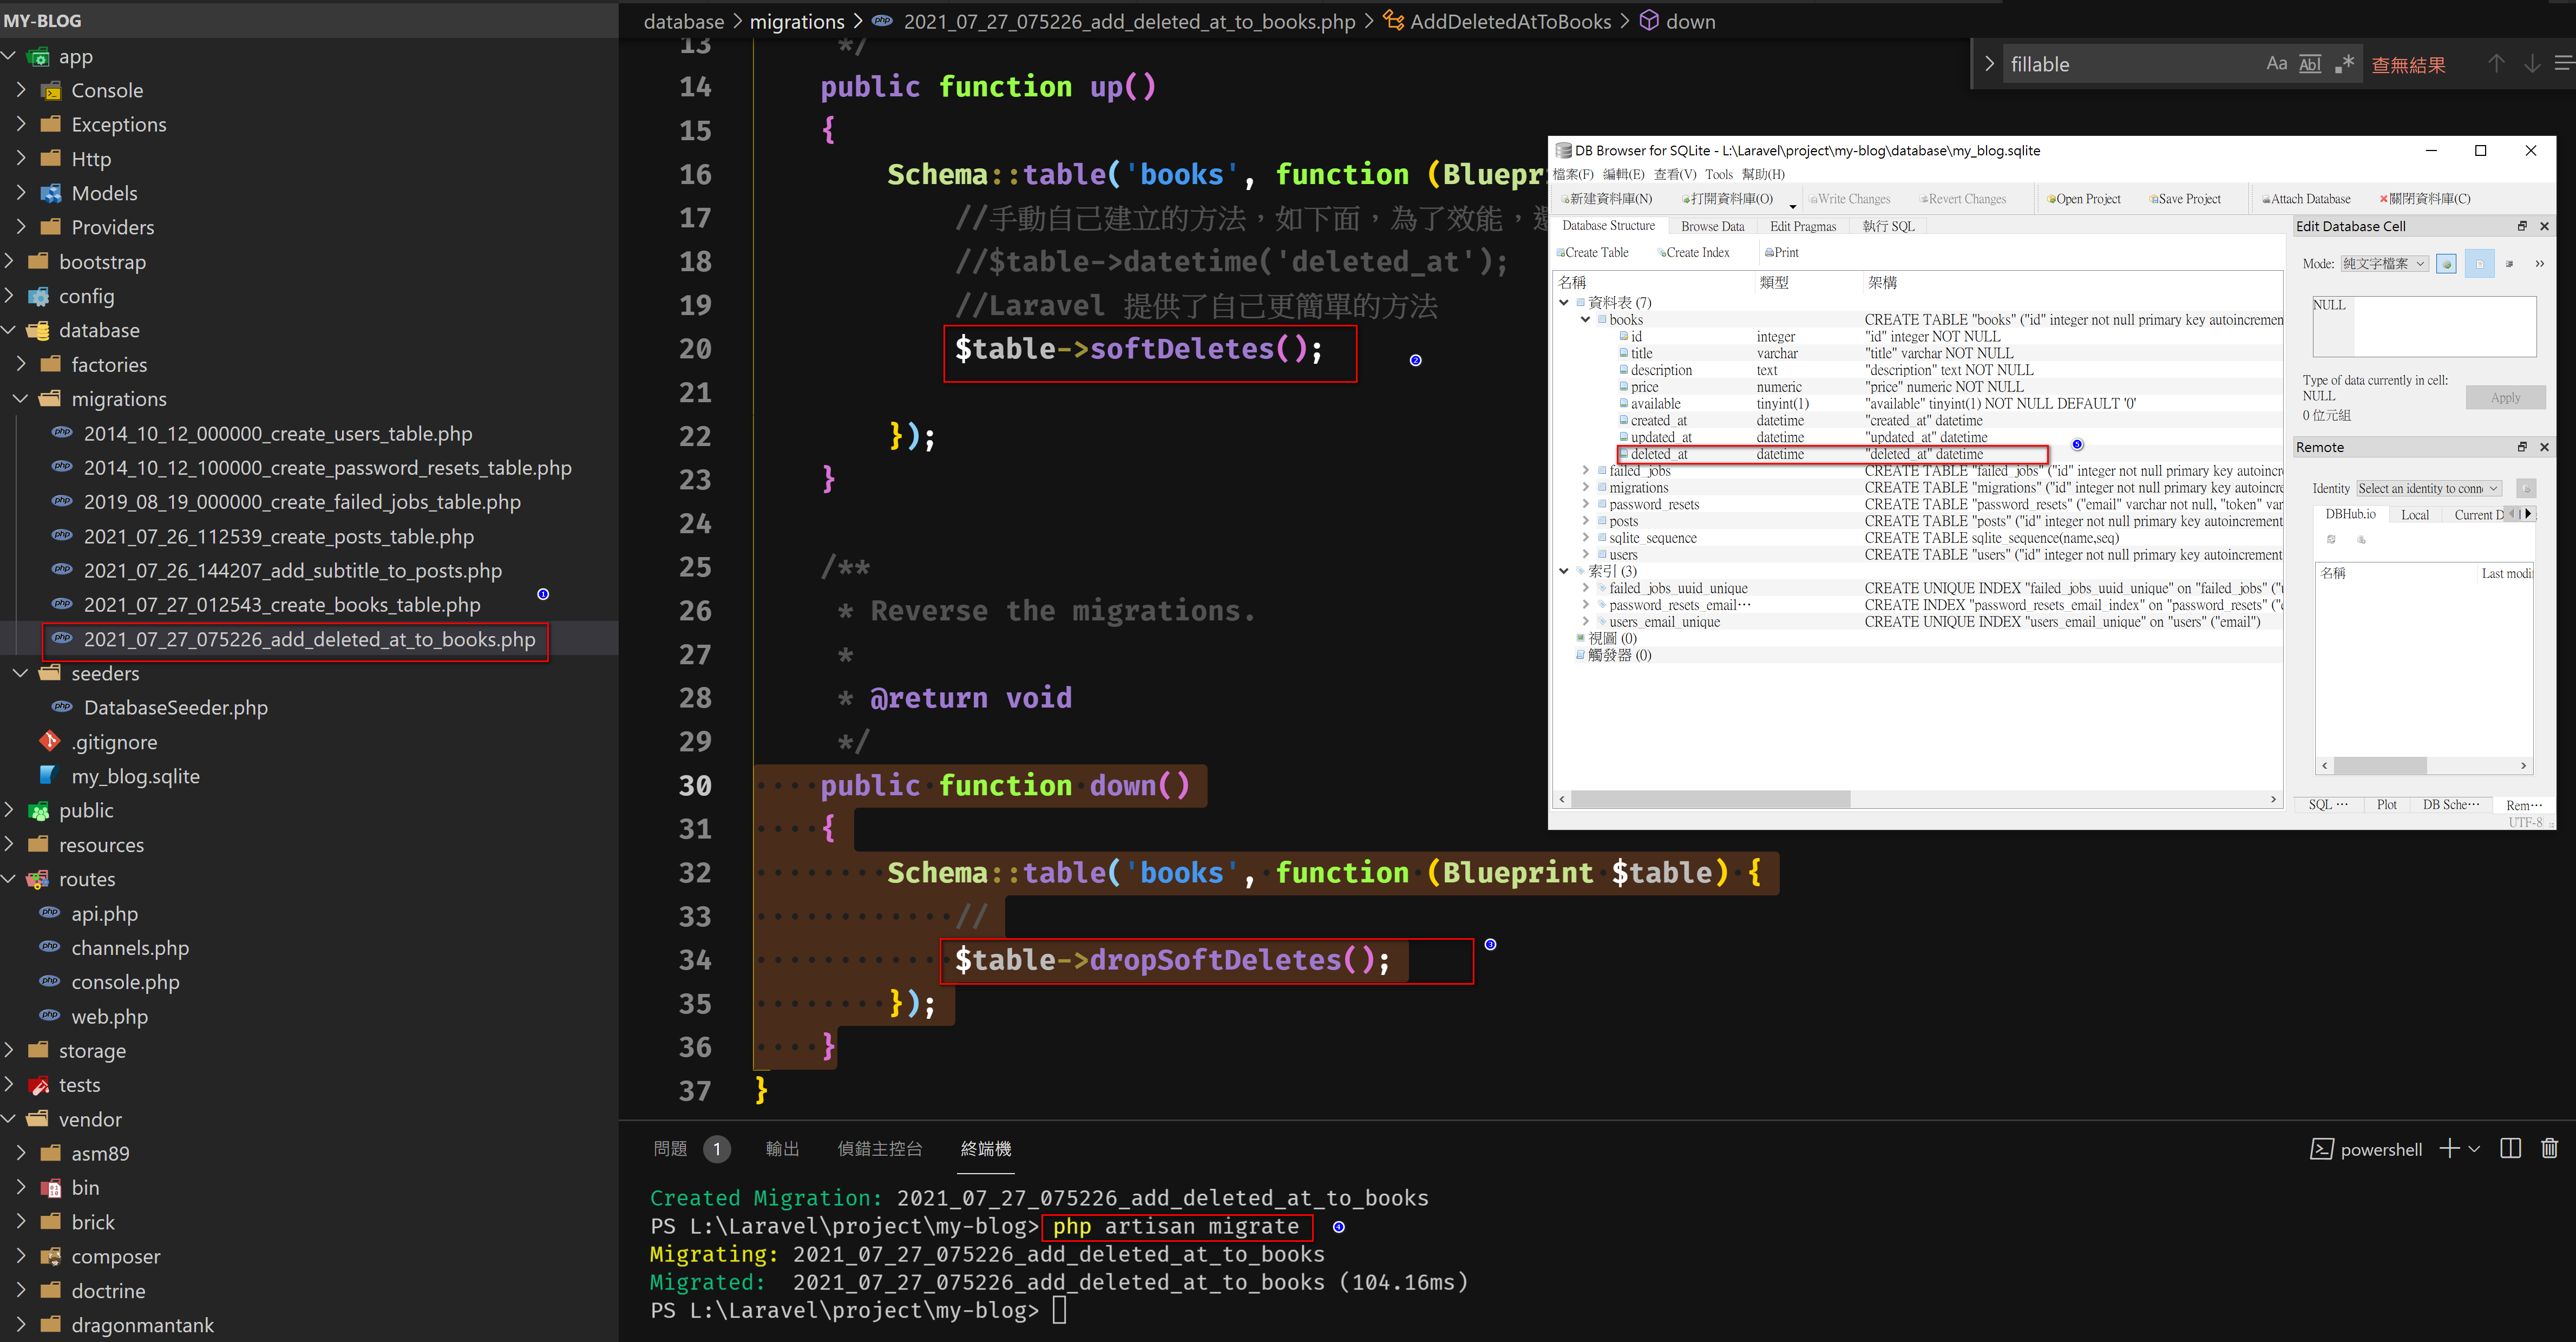 MY-BLOG
app
Console
Exceptions
Http
Models
Providers
bootstrap
config
database
factories
migrations
2014_10_12_000000_create_users_table.php
2014_10_12_100000_create_password_resets_table.php
2019_08_19_000000_create_failed_jobs_table.php
2021_07_26_112539_create_posts_table.php
2021_07_26_144207_add_subtitle_to_posts.php
2021_07_27_012543_create_books_table.php
1
2021_07_27_075226_add_deleted_at_to_books.php
seeders
DatabaseSeeder.php
.gitignore
my_blog.sqlite
public
resources
routes
api.php
channels.php
console.php
web.php
storage
tests
vendor
asm89
bin
brick
composer
doctrine
dragonmantank
database > migrations > 2021_07_27_075226_add_deleted_at_to_books.php > AddDeletedAtToBooks > down
fillable Aa Abl .* 查無結果
13 */
14 public function up()
15 {
16 Schema::table('books', function (Bluepri
17 //手動自己建立的方法,如下面,為了效能,
18 //$table->datetime('deleted_at');
19 //Laravel 提供了自己更簡單的方法
20 $table->softDeletes(); 2
21
22 });
23 }
24
25 /**
26 * Reverse the migrations.
27 *
28 * @return void
29 */
30 public function down()
31 {
32 Schema::table('books', function (Blueprint $table) {
33 //
34 $table->dropSoftDeletes(); 3
35 });
36 }
37 }
DB Browser for SQLite - L:\Laravel\project\my-blog\database\my_blog.sqlite
檔案(F) 編輯(E) 查看(V) Tools 幫助(H)
新建資料庫(N) 打開資料庫(O) Write Changes Revert Changes Open Project Save Project Attach Database 關閉資料庫(C)
Database Structure Browse Data Edit Pragmas 執行 SQL
Create Table Create Index Print
名稱 類型 架構
資料表 (7)
books CREATE TABLE "books" ("id" integer not null primary key autoincremen
id integer "id" integer NOT NULL
title varchar "title" varchar NOT NULL
description text "description" text NOT NULL
price numeric "price" numeric NOT NULL
available tinyint(1) "available" tinyint(1) NOT NULL DEFAULT '0'
created_at datetime "created_at" datetime
updated_at datetime "updated_at" datetime
deleted_at datetime "deleted_at" datetime 5
failed_jobs CREATE TABLE "failed_jobs" ("id" integer not null primary key autoincre
migrations CREATE TABLE "migrations" ("id" integer not null primary key autoincre
password_resets CREATE TABLE "password_resets" ("email" varchar not null, "token" var
posts CREATE TABLE "posts" ("id" integer not null primary key autoincrement
sqlite_sequence CREATE TABLE sqlite_sequence(name,seq)
users CREATE TABLE "users" ("id" integer not null primary key autoincrement
索引 (3)
failed_jobs_uuid_unique CREATE UNIQUE INDEX "failed_jobs_uuid_unique" on "failed_jobs" ("u
password_resets_email… CREATE INDEX "password_resets_email_index" on "password_resets" ("e
users_email_unique CREATE UNIQUE INDEX "users_email_unique" on "users" ("email")
視圖 (0)
觸發器 (0)
Edit Database Cell
Mode: 純文字檔案
NULL
Type of data currently in cell:
NULL
Apply
0 位元組
Remote
Identity Select an identity to conn
DBHub.io Local Current D
名稱 Last modi
SQL … Plot DB Sche… Rem…
UTF-8
問題 1 輸出 偵錯主控台 終端機
powershell
Created Migration: 2021_07_27_075226_add_deleted_at_to_books
PS L:\Laravel\project\my-blog> php artisan migrate 4
Migrating: 2021_07_27_075226_add_deleted_at_to_books
Migrated: 2021_07_27_075226_add_deleted_at_to_books (104.16ms)
PS L:\Laravel\project\my-blog>